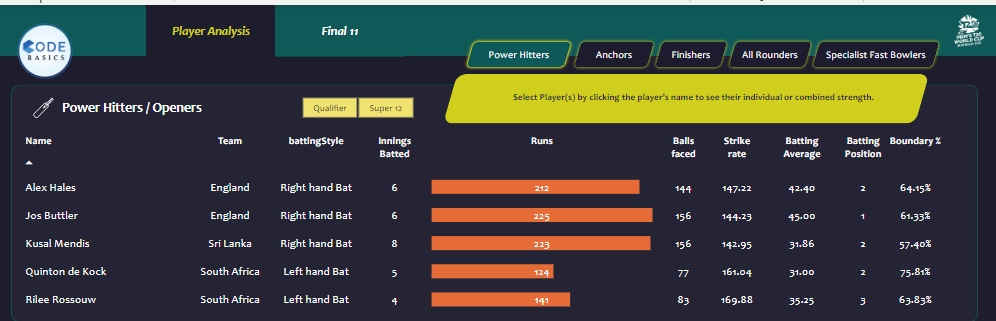 Player Analysis
Final 11
CODE
BASICS
MEN'S T20
WORLD CUP
Power Hitters
Anchors
Finishers
All Rounders
Specialist Fast Bowlers
Select Player(s) by clicking the player's name to see their individual or combined strength.
Power Hitters / Openers
Qualifier
Super 12
Name Team battingStyle Innings Batted Runs Balls faced Strike rate Batting Average Batting Position Boundary %
Alex Hales England Right hand Bat 6 212 144 147.22 42.40 2 64.15%
Jos Buttler England Right hand Bat 6 225 156 144.23 45.00 1 61.33%
Kusal Mendis Sri Lanka Right hand Bat 8 223 156 142.95 31.86 2 57.40%
Quinton de Kock South Africa Left hand Bat 5 124 77 161.04 31.00 2 75.81%
Rilee Rossouw South Africa Left hand Bat 4 141 83 169.88 35.25 3 63.83%